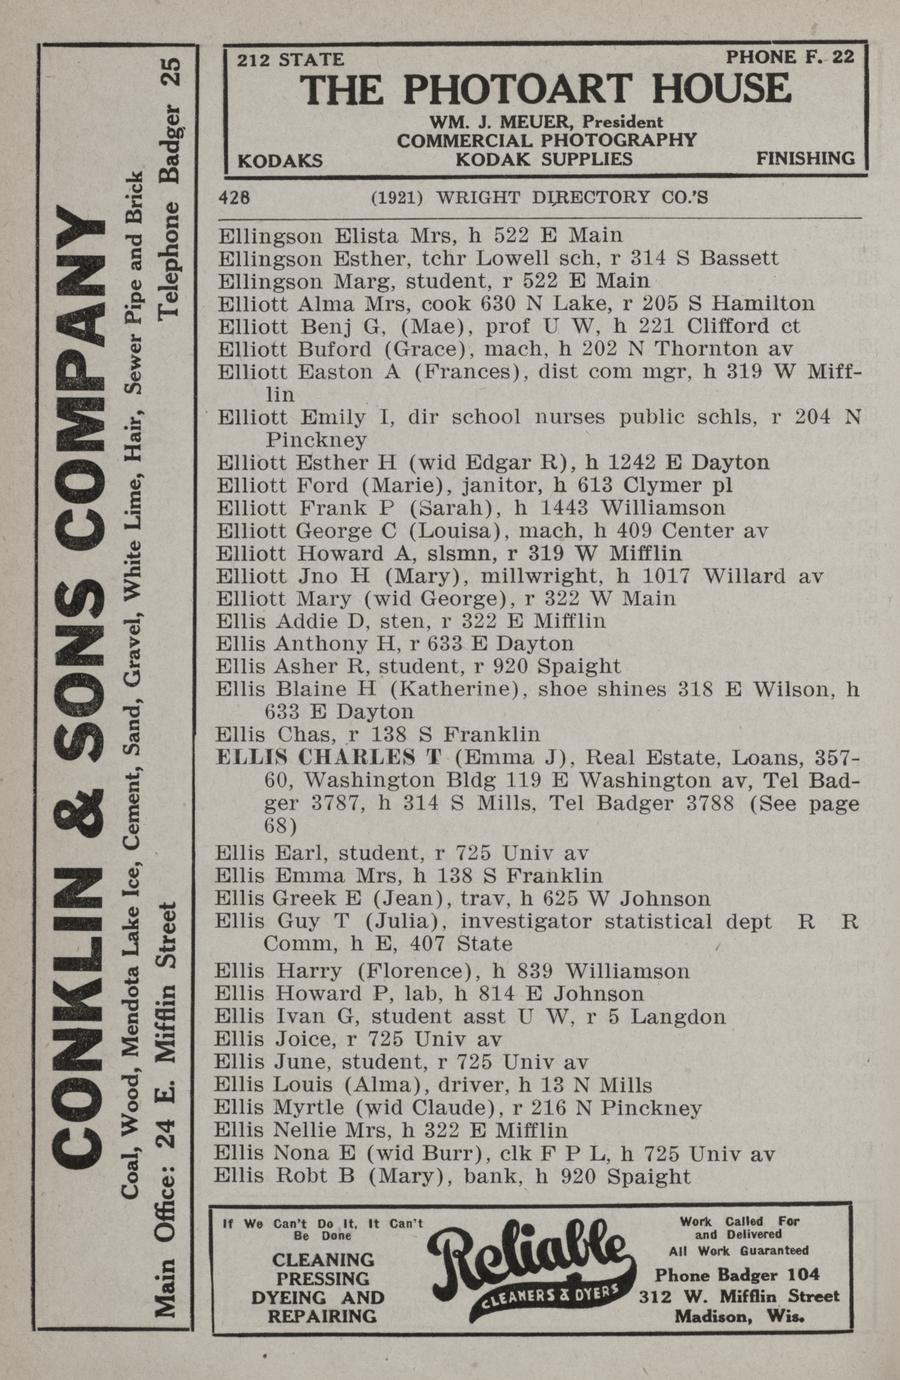 212 STATE PHONE F. 22
THE PHOTOART HOUSE
WM. J. MEUER, President
COMMERCIAL PHOTOGRAPHY
KODAKS KODAK SUPPLIES FINISHING
428 (1921) WRIGHT DIRECTORY CO.'S
Ellingson Elista Mrs, h 522 E Main
Ellingson Esther, tchr Lowell sch, r 314 S Bassett
Ellingson Marg, student, r 522 E Main
Elliott Alma Mrs, cook 630 N Lake, r 205 S Hamilton
Elliott Benj G, (Mae), prof U W, h 221 Clifford ct
Elliott Buford (Grace), mach, h 202 N Thornton av
Elliott Easton A (Frances), dist com mgr, h 319 W Miff-
lin
Elliott Emily I, dir school nurses public schls, r 204 N
Pinckney
Elliott Esther H (wid Edgar R), h 1242 E Dayton
Elliott Ford (Marie), janitor, h 613 Clymer pl
Elliott Frank P (Sarah), h 1443 Williamson
Elliott George C (Louisa), mach, h 409 Center av
Elliott Howard A, slsmn, r 319 W Mifflin
Elliott Jno H (Mary), millwright, h 1017 Willard av
Elliott Mary (wid George), r 322 W Main
Ellis Addie D, sten, r 322 E Mifflin
Ellis Anthony H, r 633 E Dayton
Ellis Asher R, student, r 920 Spaight
Ellis Blaine H (Katherine), shoe shines 318 E Wilson, h
633 E Dayton
Ellis Chas, r 138 S Franklin
ELLIS CHARLES T (Emma J), Real Estate, Loans, 357-
60, Washington Bldg 119 E Washington av, Tel Bad-
ger 3787, h 314 S Mills, Tel Badger 3788 (See page
68)
Ellis Earl, student, r 725 Univ av
Ellis Emma Mrs, h 138 S Franklin
Ellis Greek E (Jean), trav, h 625 W Johnson
Ellis Guy T (Julia), investigator statistical dept R R
Comm, h E, 407 State
Ellis Harry (Florence), h 839 Williamson
Ellis Howard P, lab, h 814 E Johnson
Ellis Ivan G, student asst U W, r 5 Langdon
Ellis Joice, r 725 Univ av
Ellis June, student, r 725 Univ av
Ellis Louis (Alma), driver, h 13 N Mills
Ellis Myrtle (wid Claude), r 216 N Pinckney
Ellis Nellie Mrs, h 322 E Mifflin
Ellis Nona E (wid Burr), clk F P L, h 725 Univ av
Ellis Robt B (Mary), bank, h 920 Spaight
If We Can't Do It, It Can't
Be Done
CLEANING
PRESSING
DYEING AND
REPAIRING
Reliable
CLEANERS & DYERS
Work Called For
and Delivered
All Work Guaranteed
Phone Badger 104
312 W. Mifflin Street
Madison, Wis.
CONKLIN & SONS COMPANY
Coal, Wood, Mendota Lake Ice, Cement, Sand, Gravel, White Lime, Hair, Sewer Pipe and Brick
Main Office: 24 E. Mifflin Street Telephone Badger 25